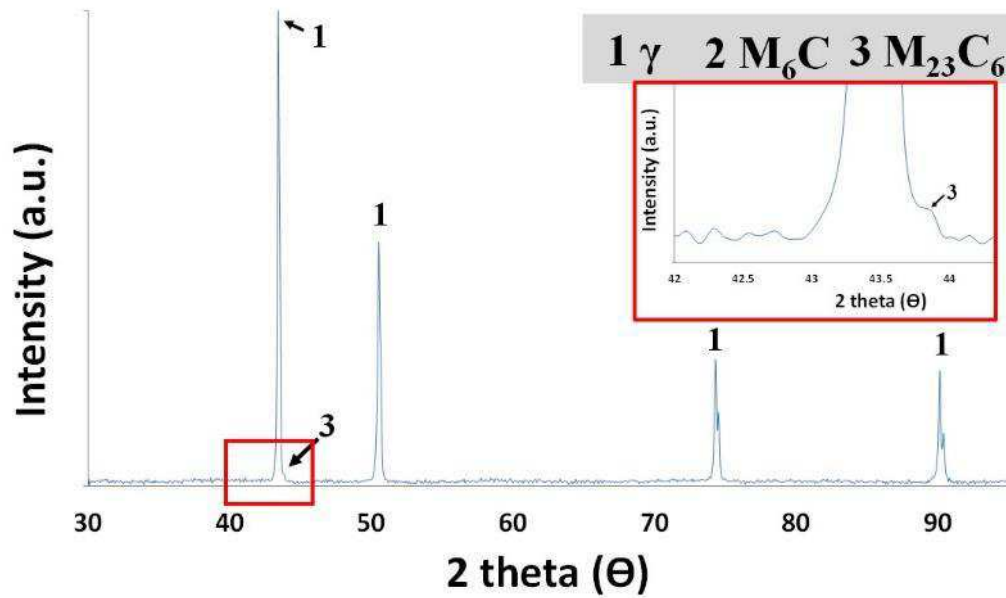 1
1 γ 2 M₆C 3 M₂₃C₆
Intensity (a.u.)
3
42 42.5 43 43.5 44
2 theta (Ɵ)
1
1
1
3
Intensity (a.u.)
30 40 50 60 70 80 90
2 theta (Ɵ)